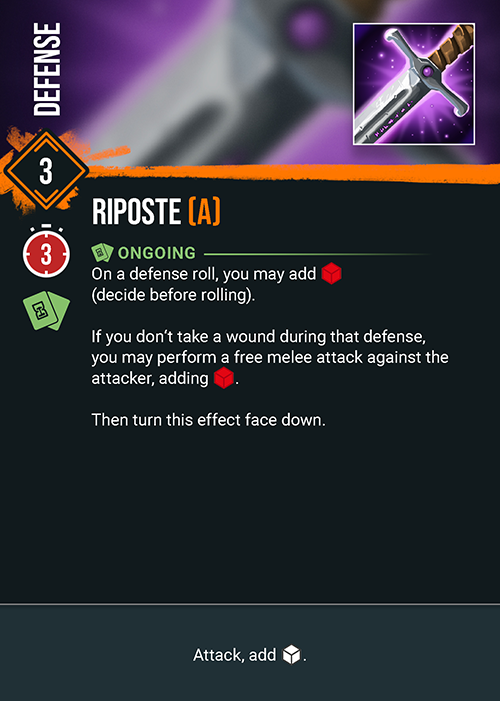 DEFENSE
3
RIPOSTE (A)
3
ONGOING
On a defense roll, you may add
(decide before rolling).
If you don‘t take a wound during that defense,
you may perform a free melee attack against the
attacker, adding .
Then turn this effect face down.
Attack, add .